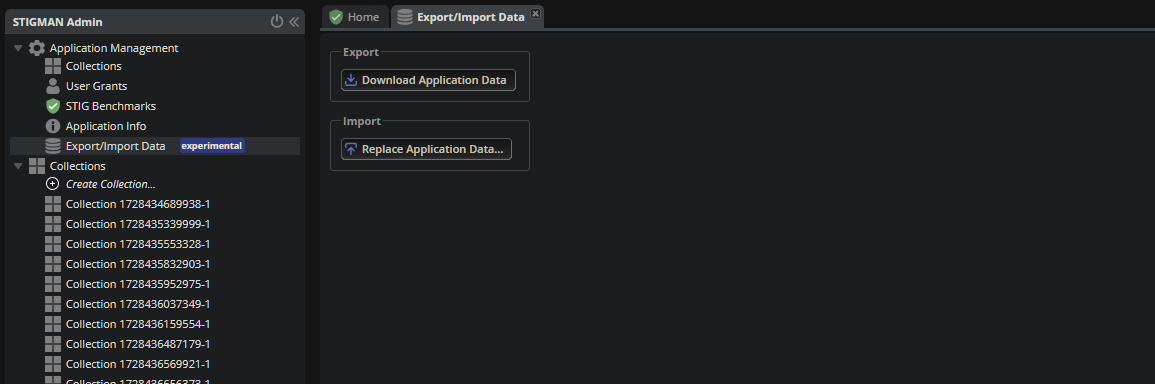 STIGMAN Admin
Application Management
Collections
User Grants
STIG Benchmarks
Application Info
Export/Import Data experimental
Collections
Create Collection...
Collection 1728434689938-1
Collection 1728435339999-1
Collection 1728435553328-1
Collection 1728435832903-1
Collection 1728435952975-1
Collection 1728436037349-1
Collection 1728436159554-1
Collection 1728436487179-1
Collection 1728436569921-1
Collection 1728436656373-1
Home
Export/Import Data
Export
Download Application Data
Import
Replace Application Data...